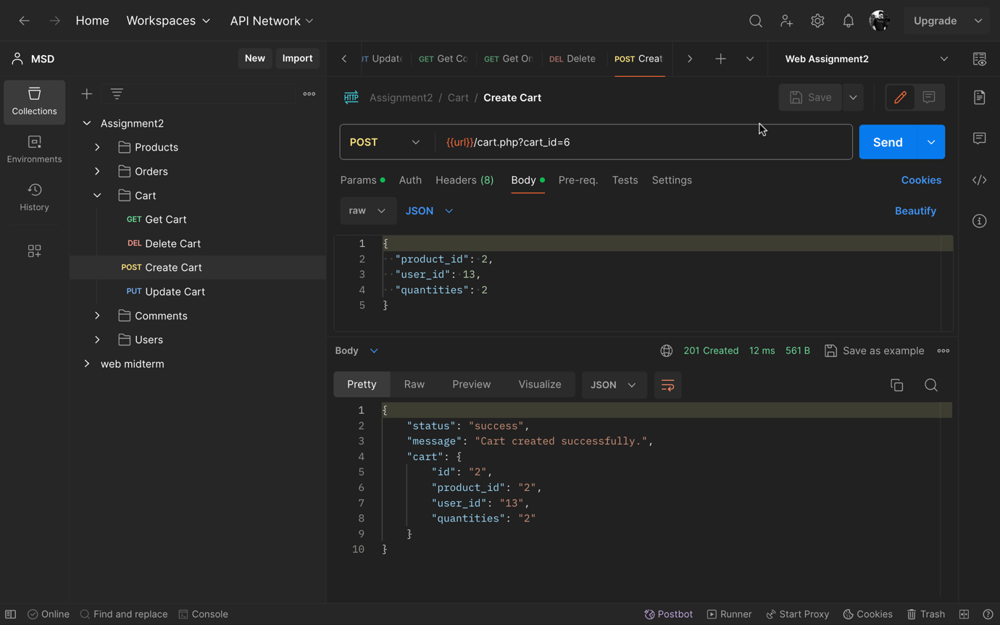 Home Workspaces API Network Upgrade
MSD New Import
Update GET Get Co GET Get On DEL Delete POST Creat Web Assignment2
Collections
Environments
History
Assignment2
Products
Orders
Cart
GET Get Cart
DEL Delete Cart
POST Create Cart
PUT Update Cart
Comments
Users
web midterm
HTTP Assignment2 / Cart / Create Cart Save
POST {{url}}/cart.php?cart_id=6 Send
Params Auth Headers (8) Body Pre-req. Tests Settings Cookies
raw JSON Beautify
1 {
2 "product_id": 2,
3 "user_id": 13,
4 "quantities": 2
5 }
Body 201 Created 12 ms 561 B Save as example
Pretty Raw Preview Visualize JSON
1 {
2 "status": "success",
3 "message": "Cart created successfully.",
4 "cart": {
5 "id": "2",
6 "product_id": "2",
7 "user_id": "13",
8 "quantities": "2"
9 }
10 }
Online Find and replace Console Postbot Runner Start Proxy Cookies Trash